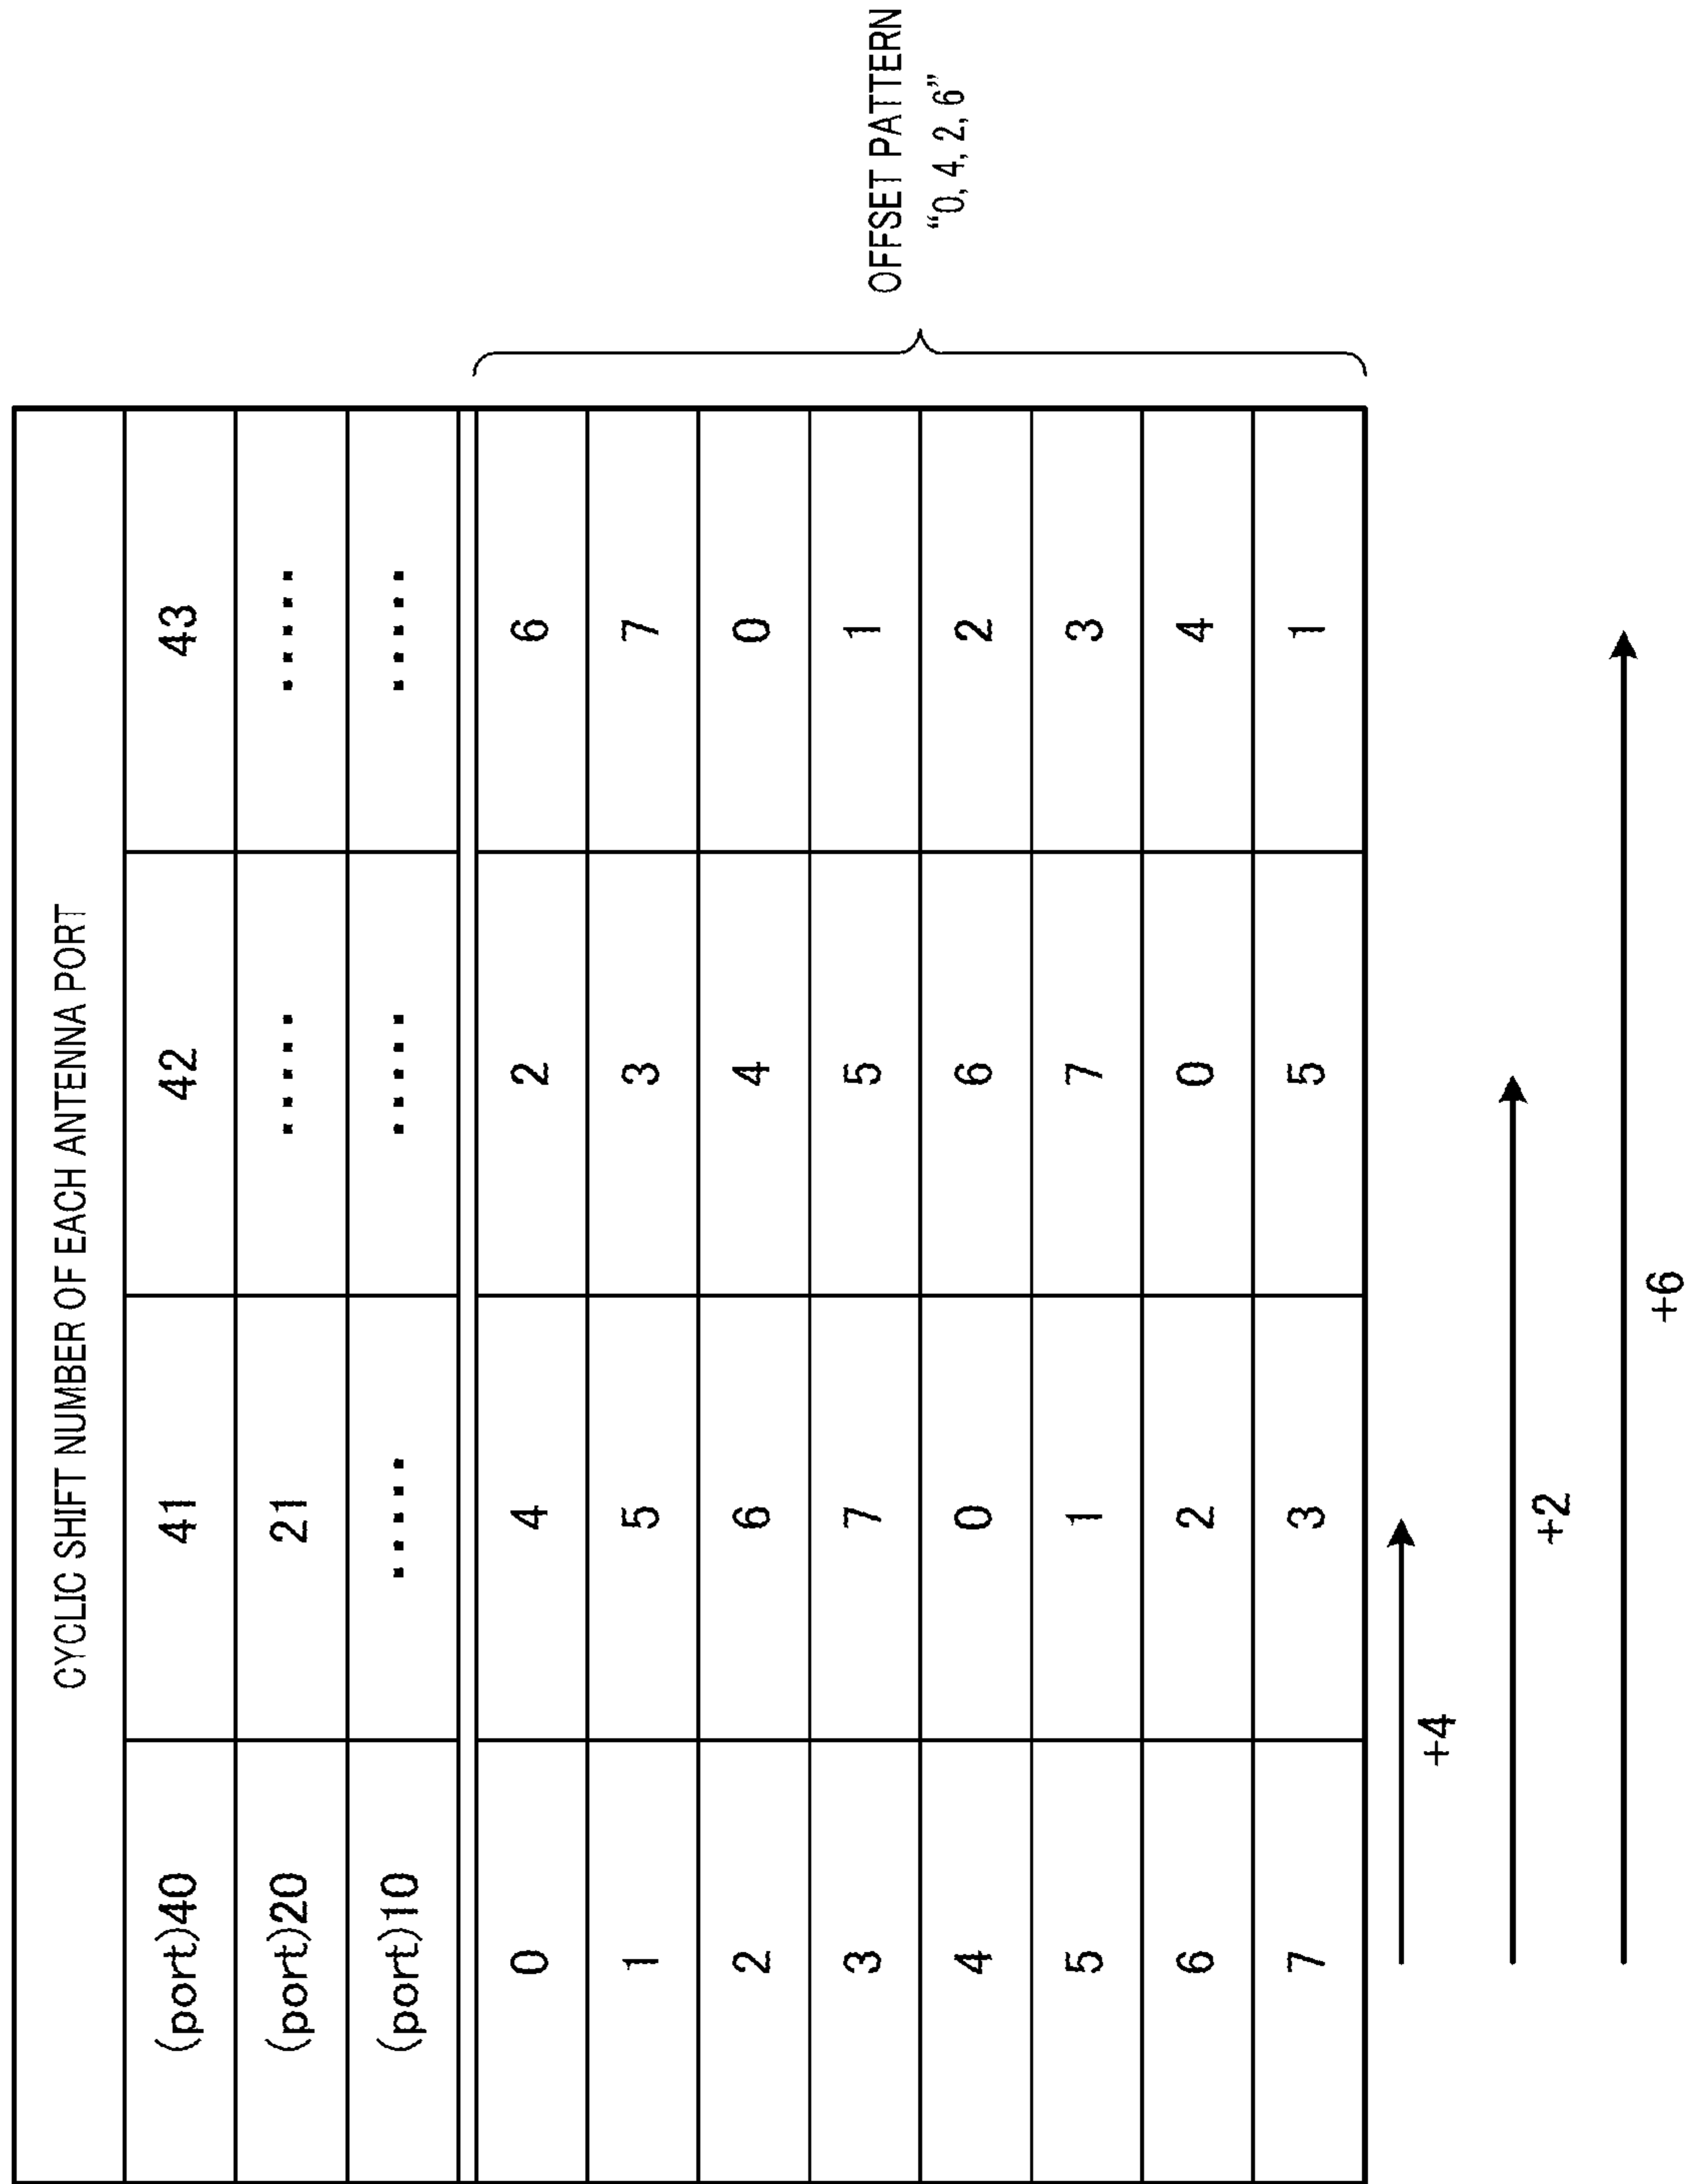 CYCLIC SHIFT NUMBER OF EACH ANTENNA PORT
(port)40 41 42 43
(port)20 21 ····· ·····
(port)10 ····· ····· ·····
0 4 2 6
1 5 3 7
2 6 4 0
3 7 5 1
4 0 6 2
5 1 7 3
6 2 0 4
7 3 5 1
OFFSET PATTERN
“0, 4, 2, 6”
+4
+2
+6